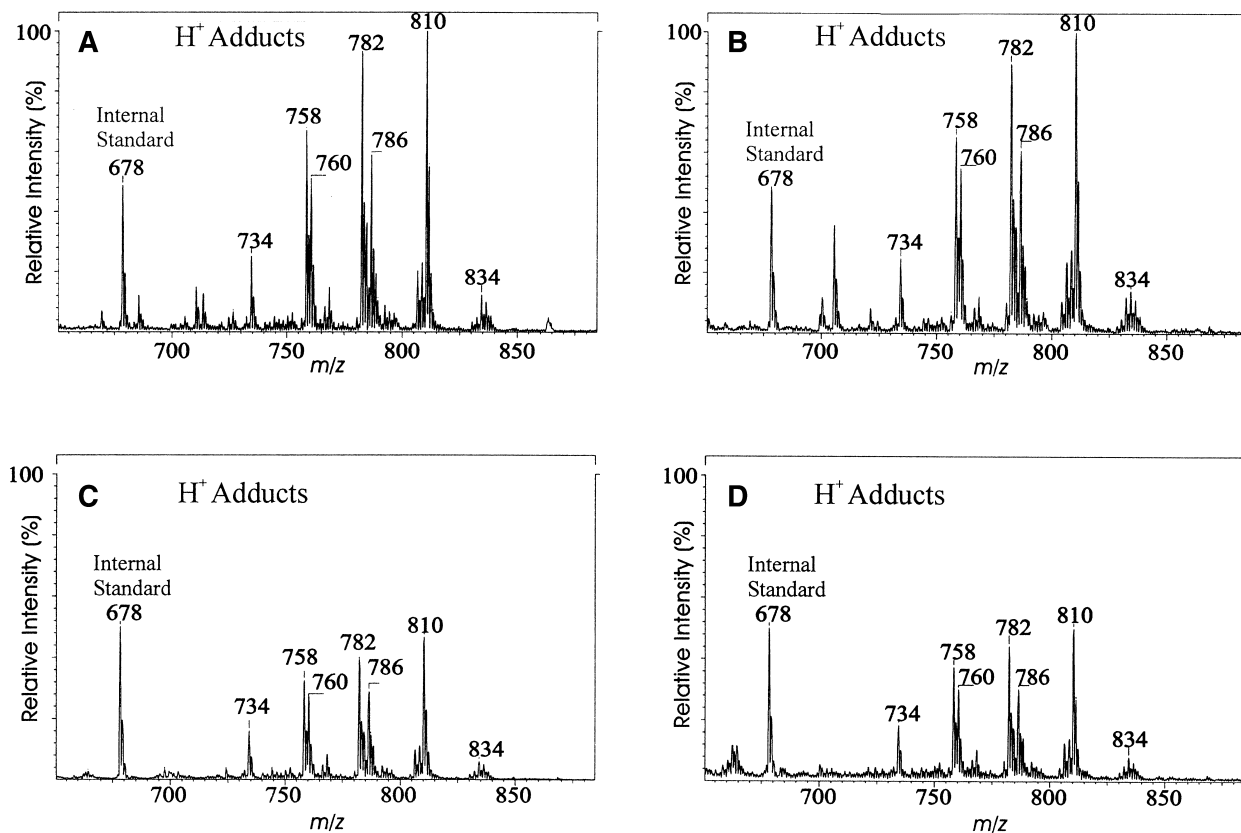 A
H⁺ Adducts
Relative Intensity (%)
100
Internal
Standard
678
734
758
760
782
786
810
834
700
750
800
850
m/z
B
H⁺ Adducts
Relative Intensity (%)
100
Internal
Standard
678
734
758
760
782
786
810
834
700
750
800
850
m/z
C
H⁺ Adducts
Relative Intensity (%)
100
Internal
Standard
678
734
758
760
782
786
810
834
700
750
800
850
m/z
D
H⁺ Adducts
Relative Intensity (%)
100
Internal
Standard
678
734
758
760
782
786
810
834
700
750
800
850
m/z